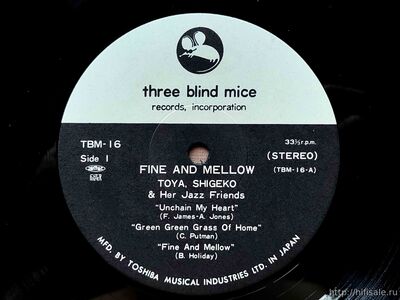 three blind mice
records, incorporation
TBM-16
33⅓ r.p.m.
Side 1
(STEREO)
(TBM-16-A)
FINE AND MELLOW
TOYA, SHIGEKO
& Her Jazz Friends
"Unchain My Heart"
(F. James-A. Jones)
"Green Green Grass Of Home"
(C. Putman)
"Fine And Mellow"
(B. Holiday)
MFD. BY TOSHIBA MUSICAL INDUSTRIES LTD. IN JAPAN
http://hifisale.ru